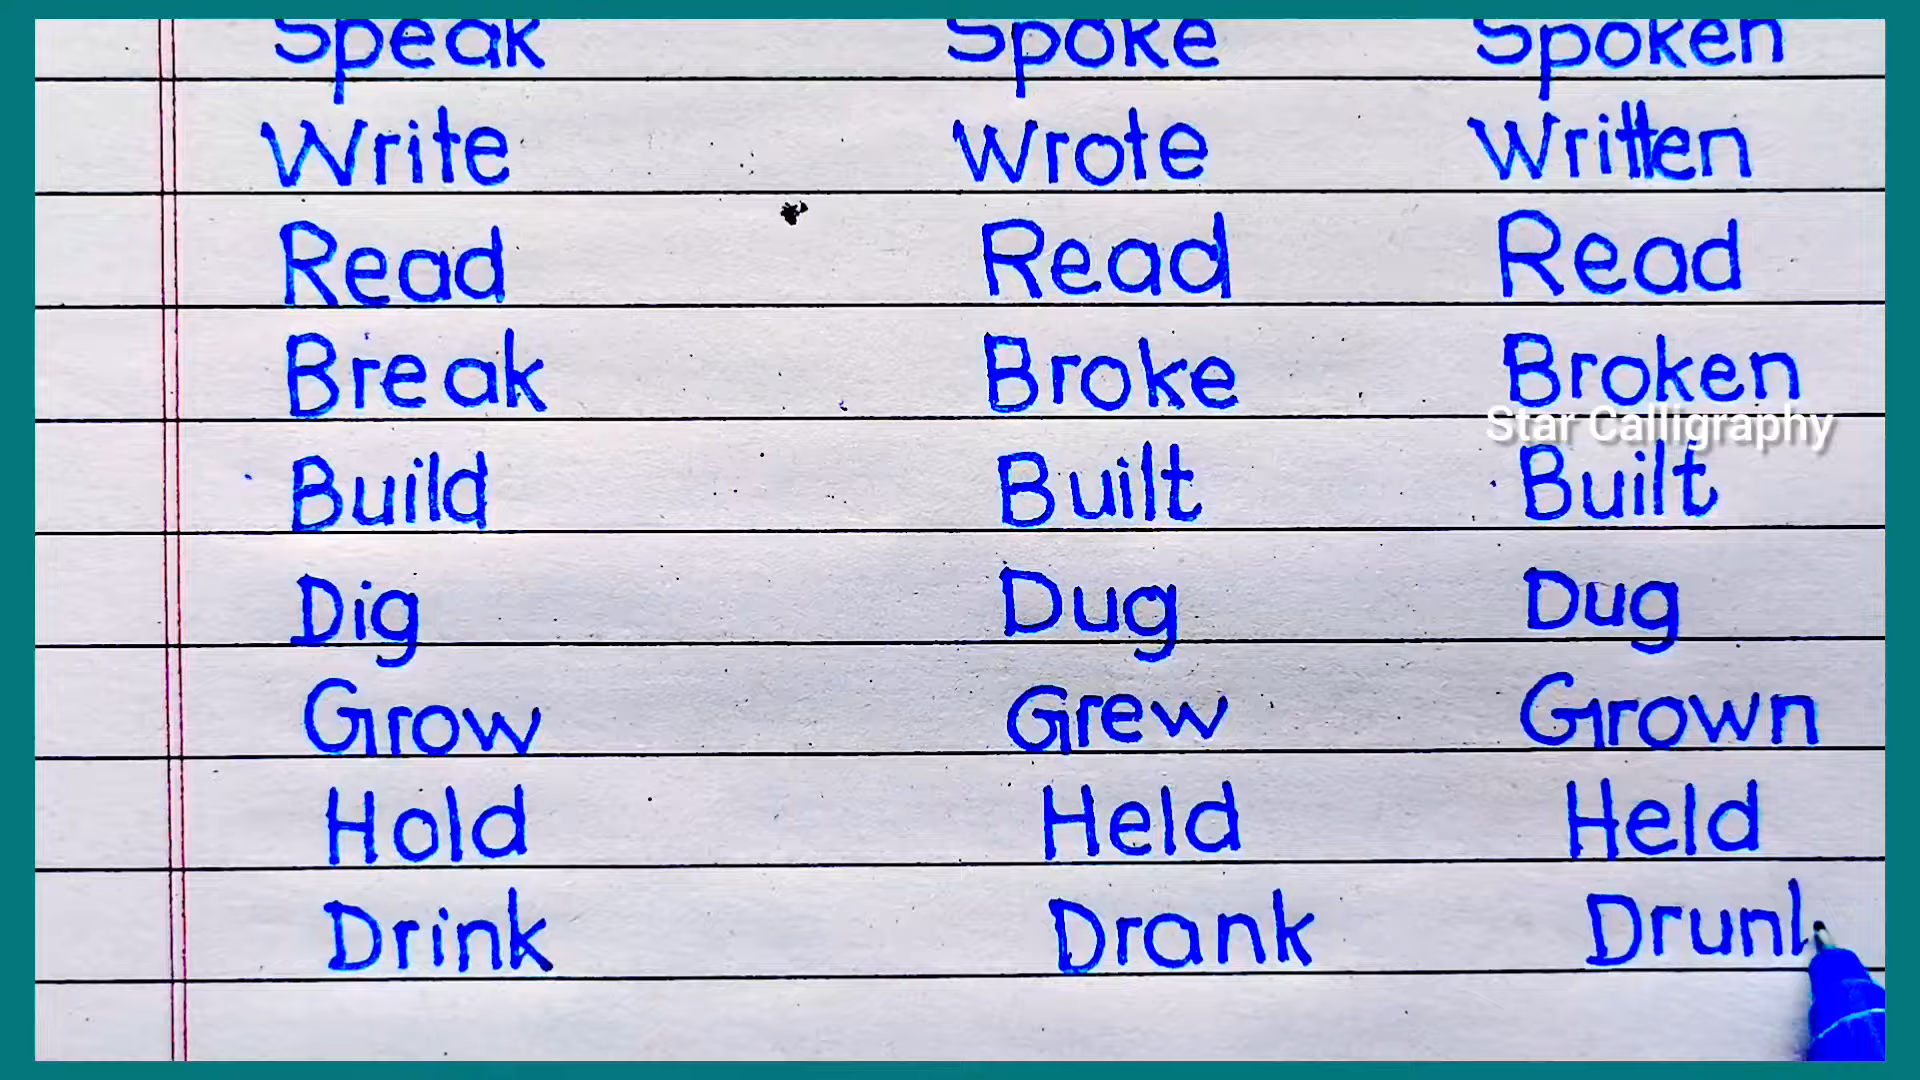 Speak Spoke Spoken
Write Wrote Written
Read Read Read
Break Broke Broken
Star Calligraphy
Build Built Built
Dig Dug Dug
Grow Grew Grown
Hold Held Held
Drink Drank